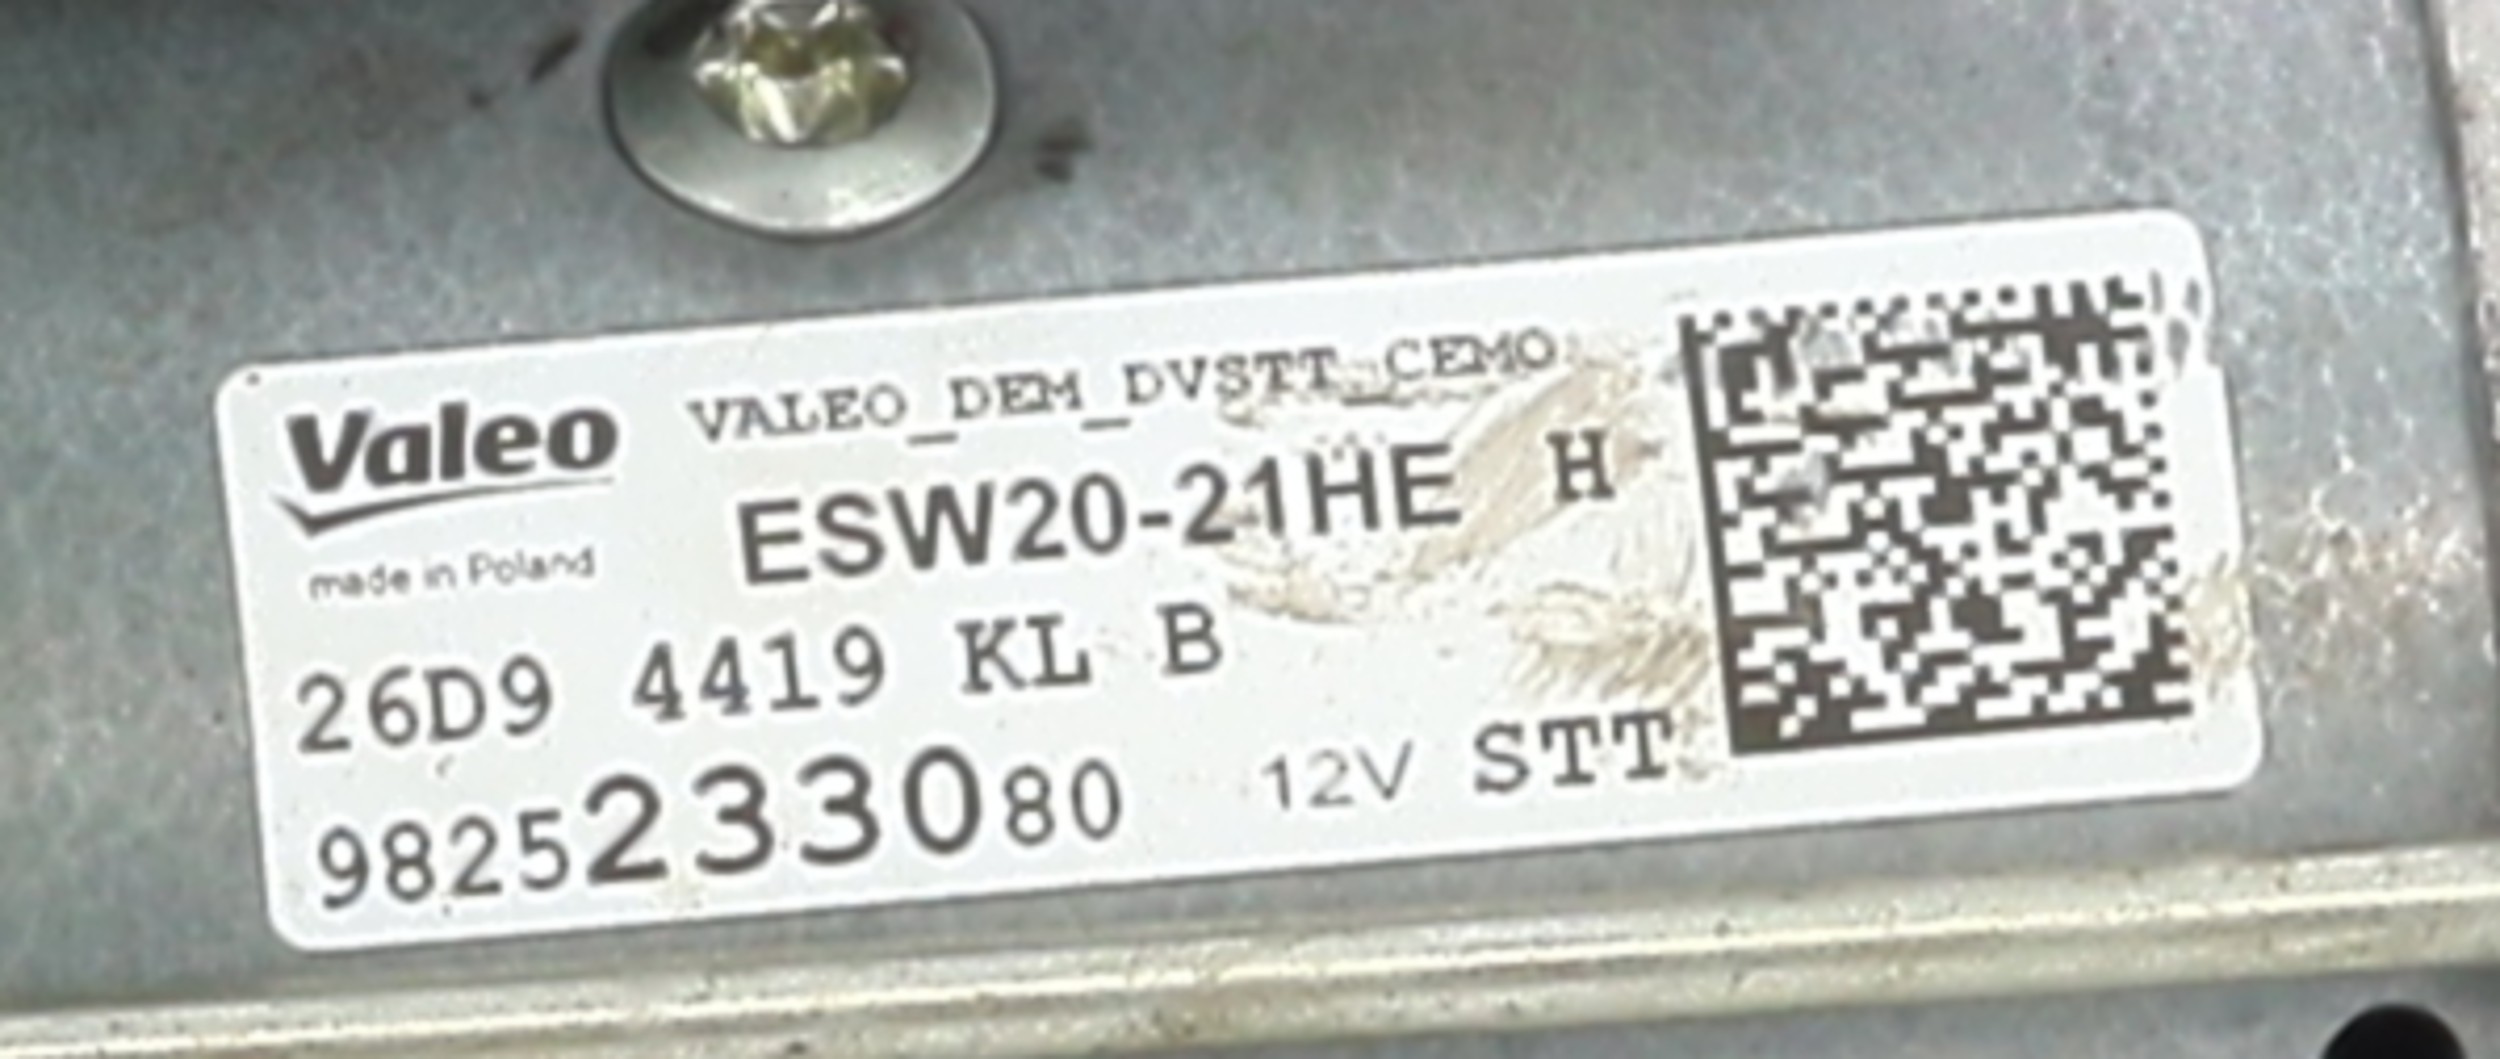 Valeo VALEO_DEM_DVSTT_CEMO
made in Poland ESW20-21HE H
26D9 4419 KL B
9825233080 12V STT